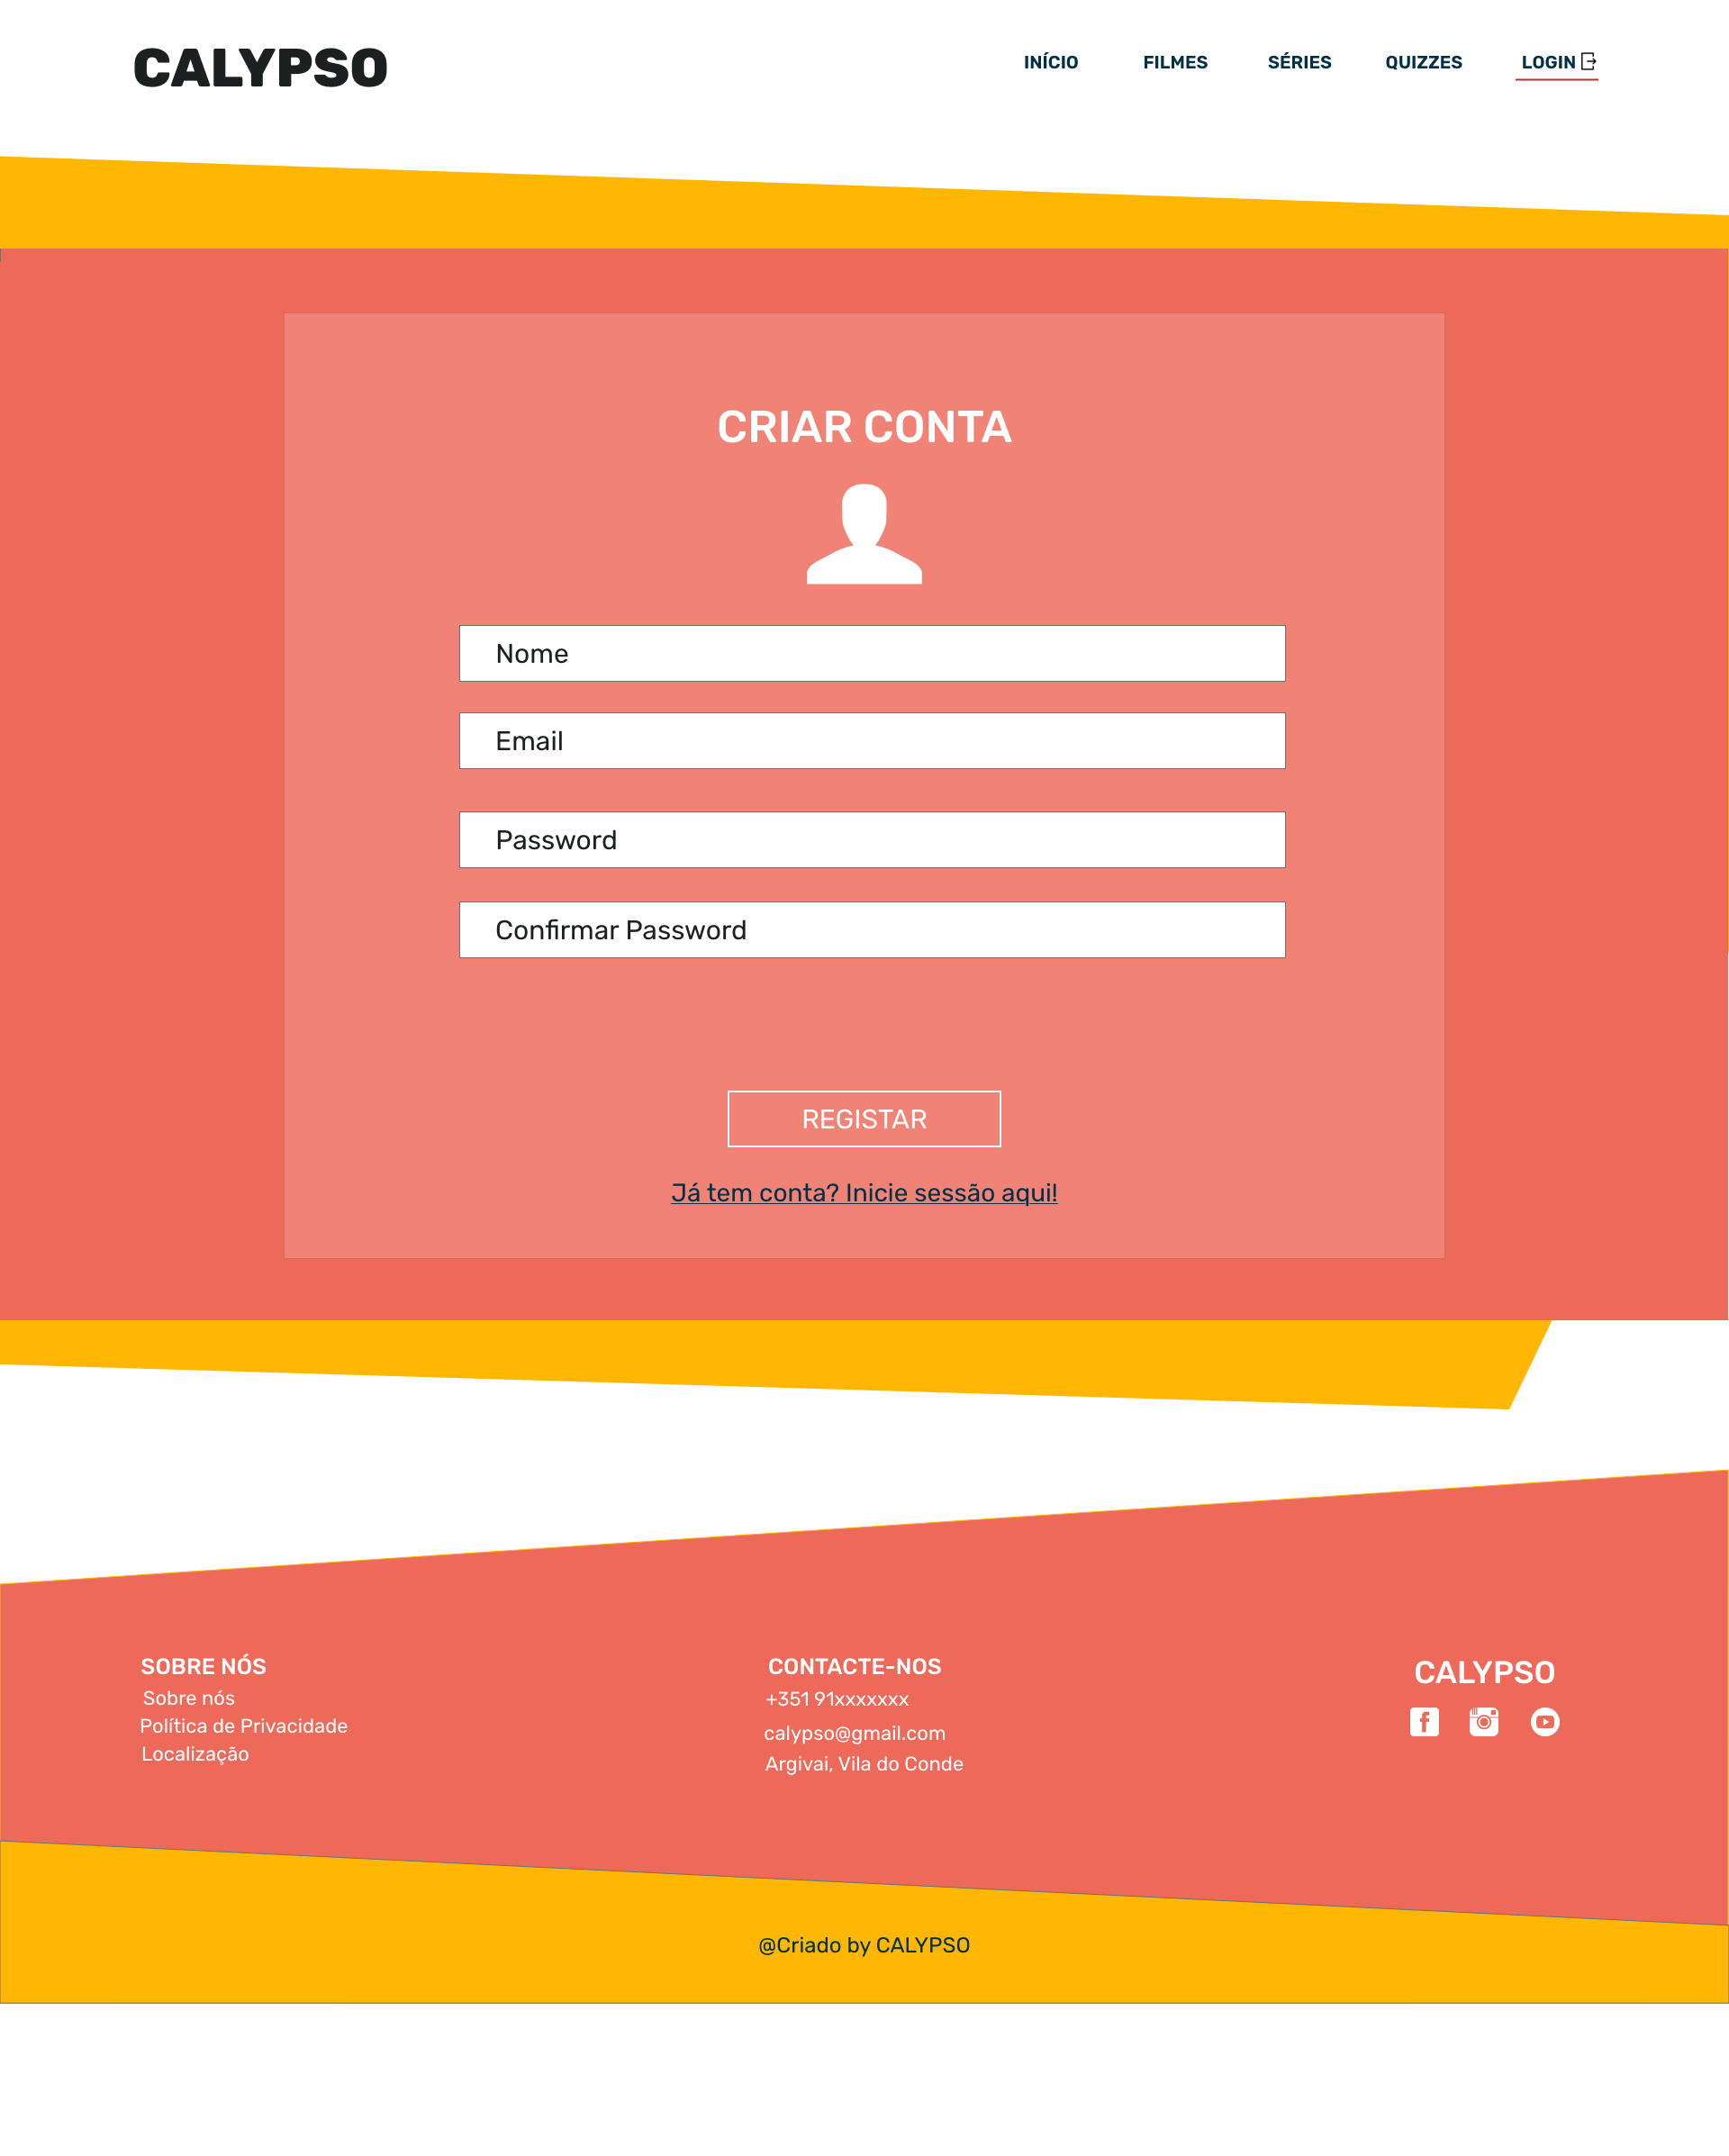 CALYPSO
INÍCIO FILMES SÉRIES QUIZZES LOGIN
CRIAR CONTA
Nome
Email
Password
Confirmar Password
REGISTAR
Já tem conta? Inicie sessão aqui!
SOBRE NÓS
Sobre nós
Política de Privacidade
Localização
CONTACTE-NOS
+351 91xxxxxxx
calypso@gmail.com
Argivai, Vila do Conde
CALYPSO
@Criado by CALYPSO